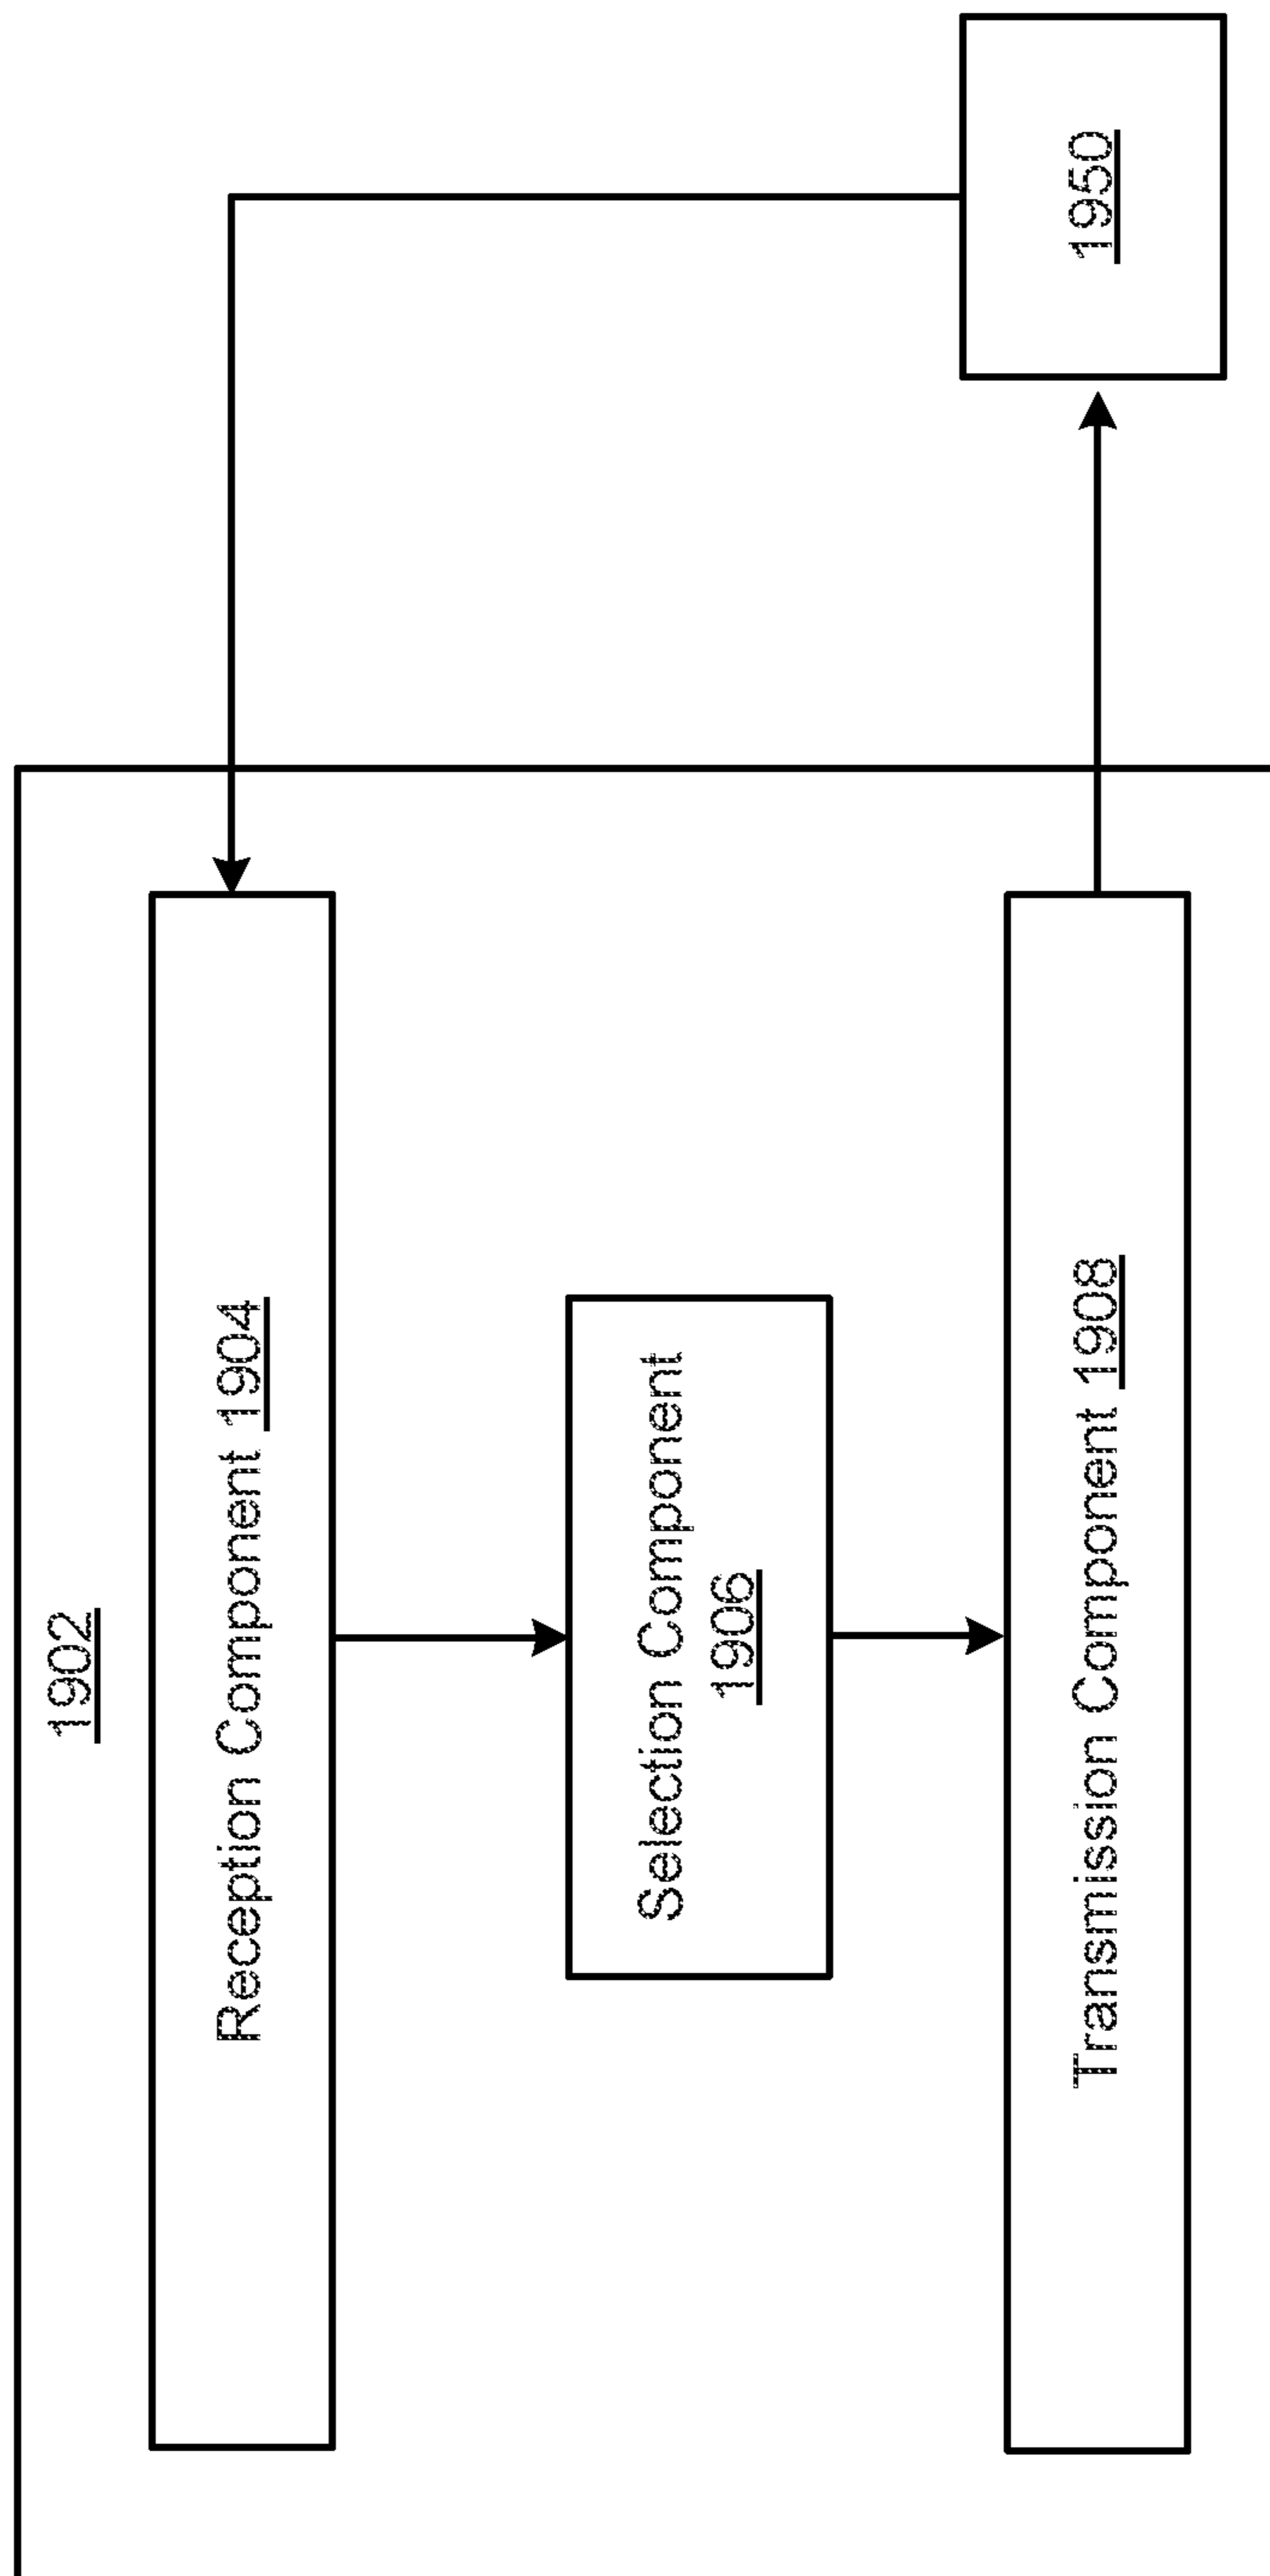 1902
Reception Component 1904
Selection Component
1906
Transmission Component 1908
1950